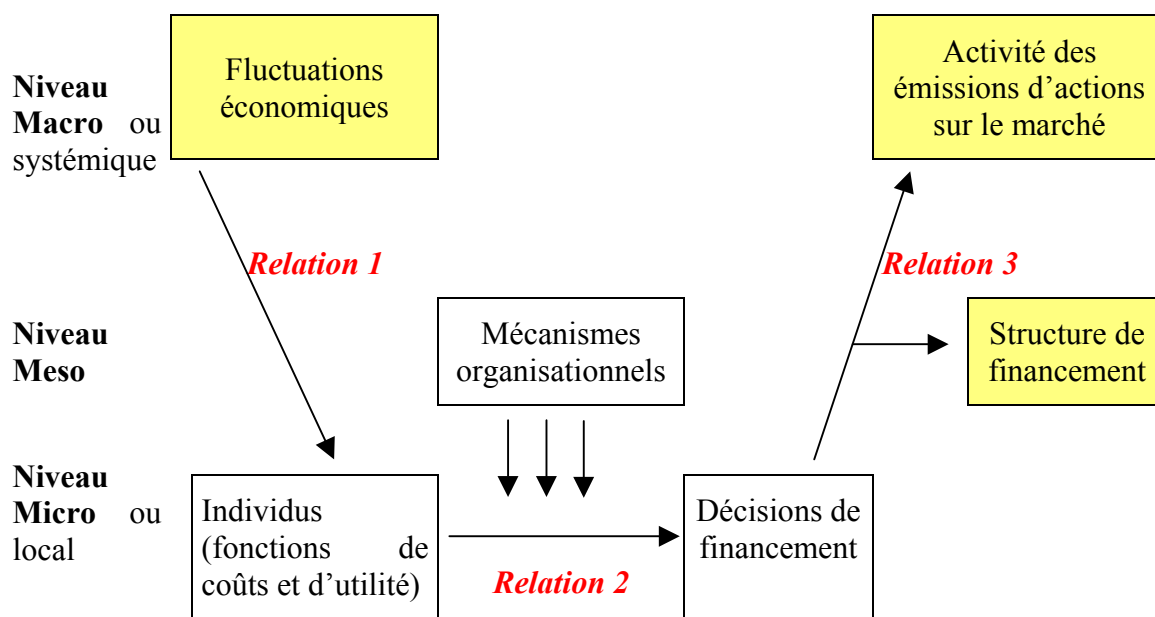 Fluctuations
économiques
Activité des
émissions d’actions
sur le marché
Niveau
Macro ou
systémique
Relation 1
Relation 3
Niveau
Meso
Mécanismes
organisationnels
Structure de
financement
Niveau
Micro ou
local
Individus
(fonctions de
coûts et d’utilité)
Relation 2
Décisions de
financement